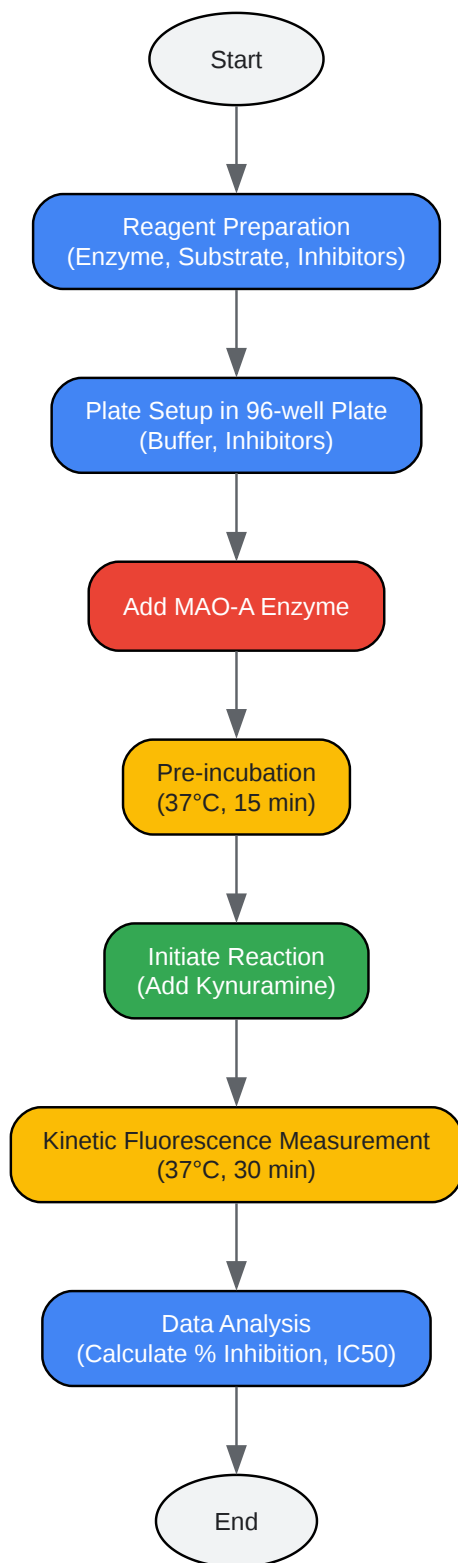 Start
Reagent Preparation
(Enzyme, Substrate, Inhibitors)
Plate Setup in 96-well Plate
(Buffer, Inhibitors)
Add MAO-A Enzyme
Pre-incubation
(37°C, 15 min)
Initiate Reaction
(Add Kynuramine)
Kinetic Fluorescence Measurement
(37°C, 30 min)
Data Analysis
(Calculate % Inhibition, IC50)
End